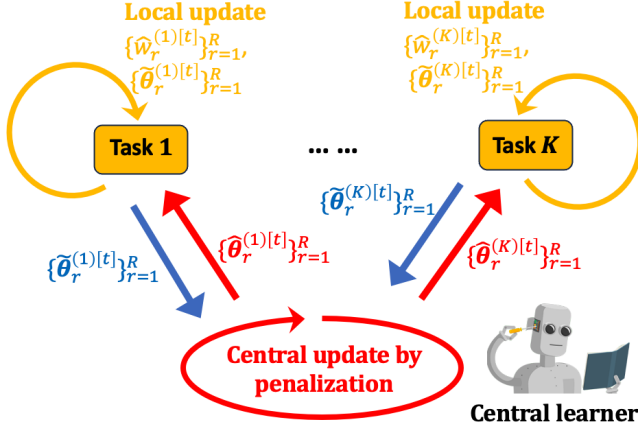 Local update
{ŵ_r^{(1)[t]}}_{r=1}^R,
{θ̃_r^{(1)[t]}}_{r=1}^R
Local update
{ŵ_r^{(K)[t]}}_{r=1}^R,
{θ̃_r^{(K)[t]}}_{r=1}^R
Task 1
... ...
Task K
{θ̃_r^{(1)[t]}}_{r=1}^R
{θ̂_r^{(1)[t]}}_{r=1}^R
{θ̃_r^{(K)[t]}}_{r=1}^R
{θ̂_r^{(K)[t]}}_{r=1}^R
Central update by
penalization
Central learner